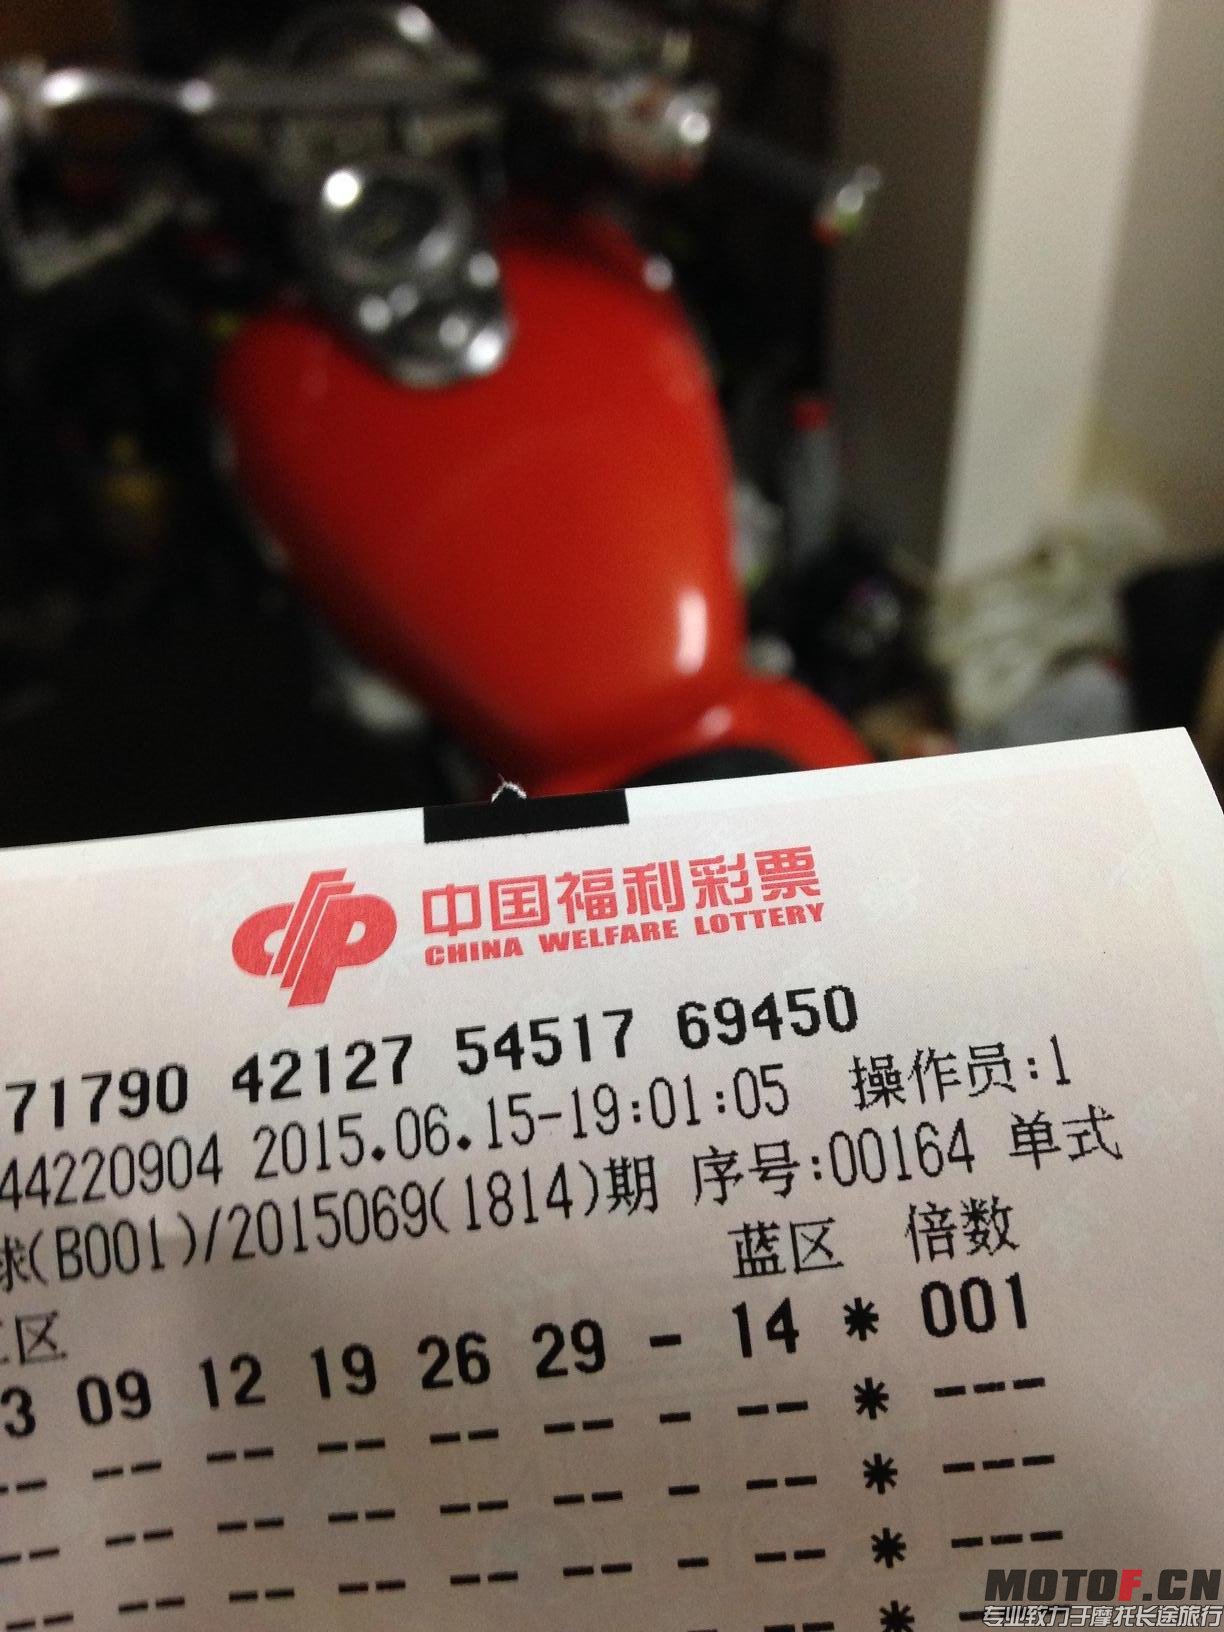 中国福利彩票
CHINA WELFARE LOTTERY
71790 42127 54517 69450
44220904 2015.06.15-19:01:05 操作员:1
球(B001)/2015069(1814)期 序号:00164 单式
区 蓝区 倍数
3 09 12 19 26 29 - 14 * 001
-- -- -- -- -- -- - -- * ---
-- -- -- -- -- -- - -- * ---
-- -- -- -- -- -- - -- * ---
*
MOTOF.CN
专业致力于摩托长途旅行